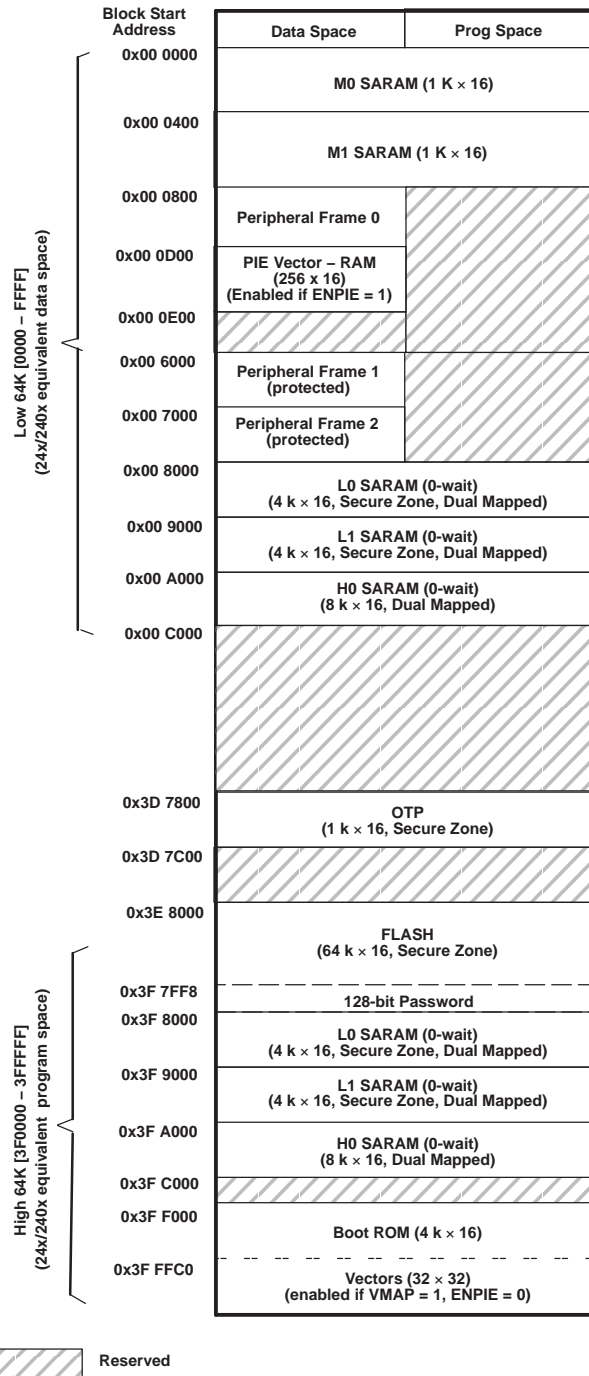 Block Start
Address
Data Space
Prog Space
0x00 0000
M0 SARAM (1 K × 16)
0x00 0400
M1 SARAM (1 K × 16)
0x00 0800
Peripheral Frame 0
0x00 0D00
PIE Vector – RAM
(256 x 16)
(Enabled if ENPIE = 1)
0x00 0E00
0x00 6000
Peripheral Frame 1
(protected)
0x00 7000
Peripheral Frame 2
(protected)
0x00 8000
L0 SARAM (0-wait)
(4 k × 16, Secure Zone, Dual Mapped)
0x00 9000
L1 SARAM (0-wait)
(4 k × 16, Secure Zone, Dual Mapped)
0x00 A000
H0 SARAM (0-wait)
(8 k × 16, Dual Mapped)
0x00 C000
Low 64K [0000 – FFFF]
(24x/240x equivalent data space)
0x3D 7800
OTP
(1 k × 16, Secure Zone)
0x3D 7C00
0x3E 8000
FLASH
(64 k × 16, Secure Zone)
0x3F 7FF8
128-bit Password
0x3F 8000
L0 SARAM (0-wait)
(4 k × 16, Secure Zone, Dual Mapped)
0x3F 9000
L1 SARAM (0-wait)
(4 k × 16, Secure Zone, Dual Mapped)
0x3F A000
H0 SARAM (0-wait)
(8 k × 16, Dual Mapped)
0x3F C000
0x3F F000
Boot ROM (4 k × 16)
0x3F FFC0
Vectors (32 × 32)
(enabled if VMAP = 1, ENPIE = 0)
High 64K [3F0000 – 3FFFFF]
(24x/240x equivalent program space)
Reserved